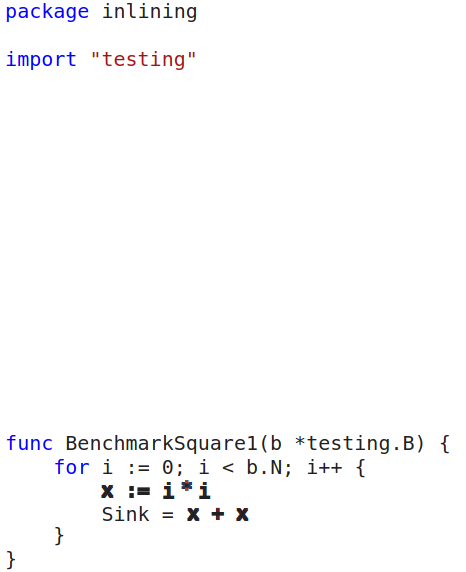 package inlining
import "testing"
func BenchmarkSquare1(b *testing.B) {
    for i := 0; i < b.N; i++ {
        x := i*i
        Sink = x + x
    }
}